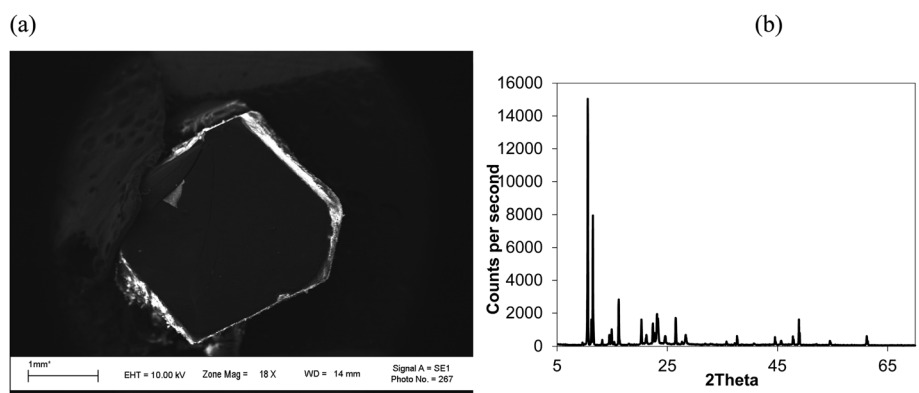 (a)
(b)
1mm*
EHT = 10.00 kV
Zone Mag = 18 X
WD = 14 mm
Signal A = SE1
Photo No. = 267
Counts per second
16000
14000
12000
10000
8000
6000
4000
2000
0
5
25
45
65
2Theta